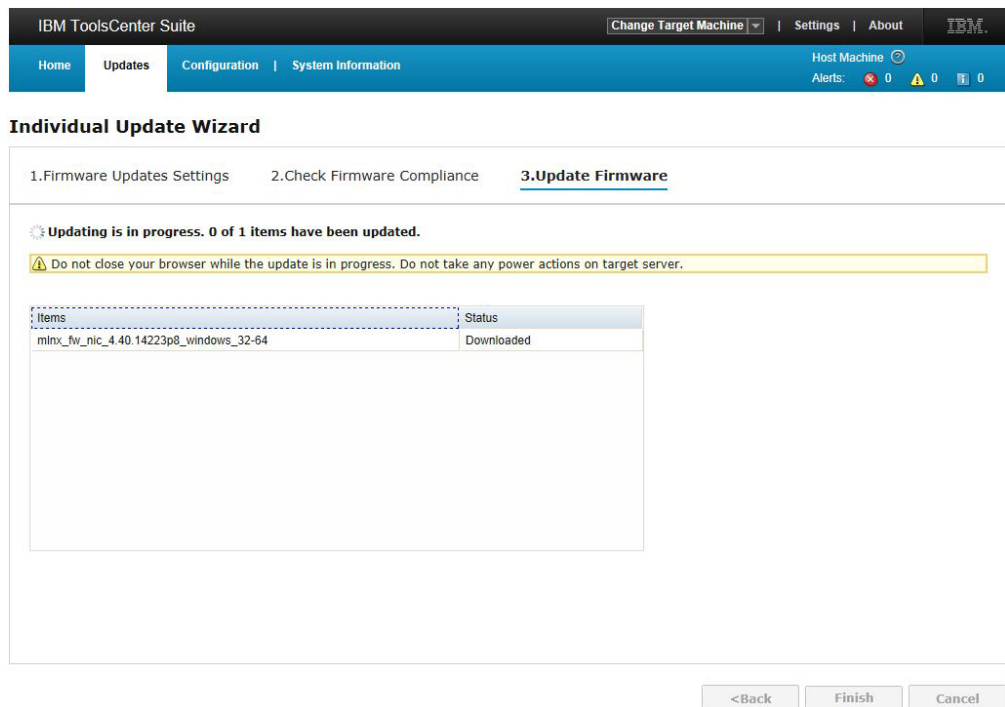 IBM ToolsCenter Suite
Change Target Machine | Settings | About IBM.
Home Updates Configuration | System Information
Host Machine ?
Alerts: 0 0 0
Individual Update Wizard
1.Firmware Updates Settings 2.Check Firmware Compliance 3.Update Firmware
Updating is in progress. 0 of 1 items have been updated.
Do not close your browser while the update is in progress. Do not take any power actions on target server.
Items Status
mlnx_fw_nic_4.40.14223p8_windows_32-64 Downloaded
<Back Finish Cancel